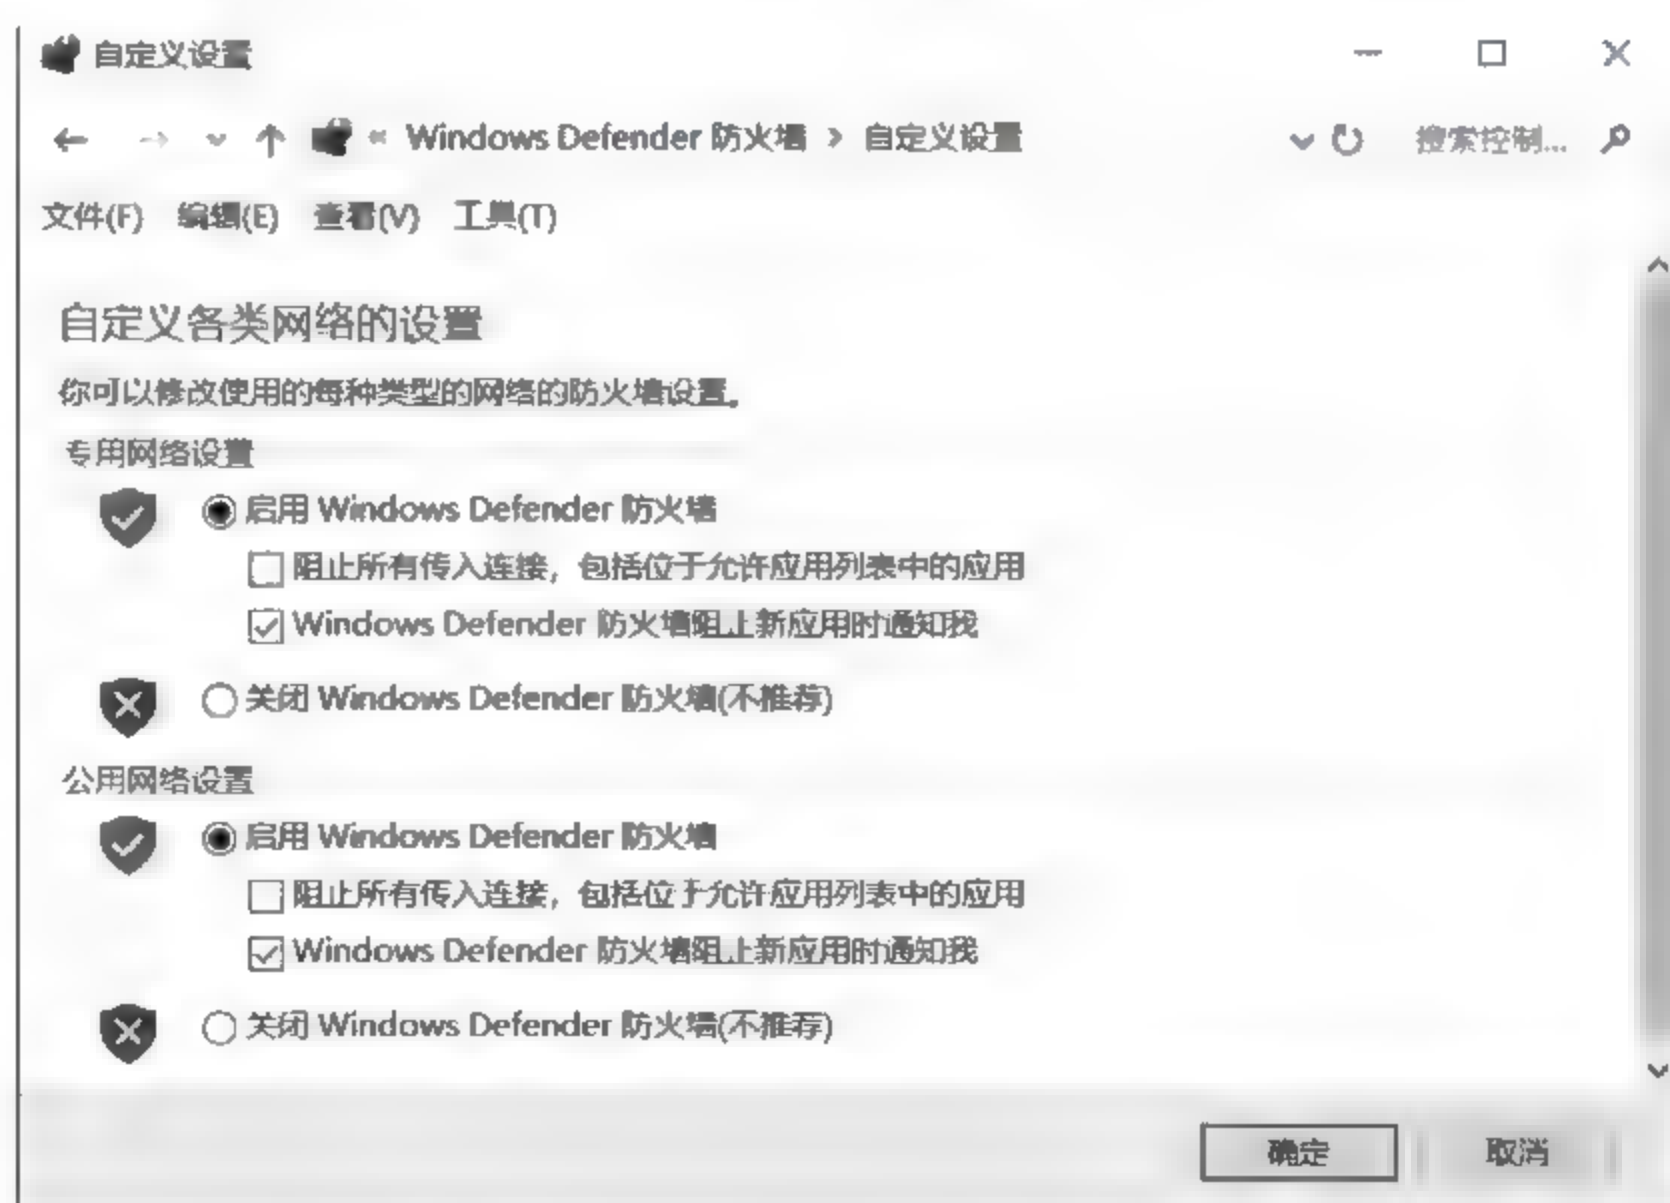 自定义设置
« Windows Defender 防火墙 › 自定义设置 搜索控制...
文件(F) 编辑(E) 查看(V) 工具(T)
自定义各类网络的设置
你可以修改使用的每种类型的网络的防火墙设置。
专用网络设置
启用 Windows Defender 防火墙
阻止所有传入连接，包括位于允许应用列表中的应用
Windows Defender 防火墙阻止新应用时通知我
关闭 Windows Defender 防火墙(不推荐)
公用网络设置
启用 Windows Defender 防火墙
阻止所有传入连接，包括位于允许应用列表中的应用
Windows Defender 防火墙阻止新应用时通知我
关闭 Windows Defender 防火墙(不推荐)
确定 取消